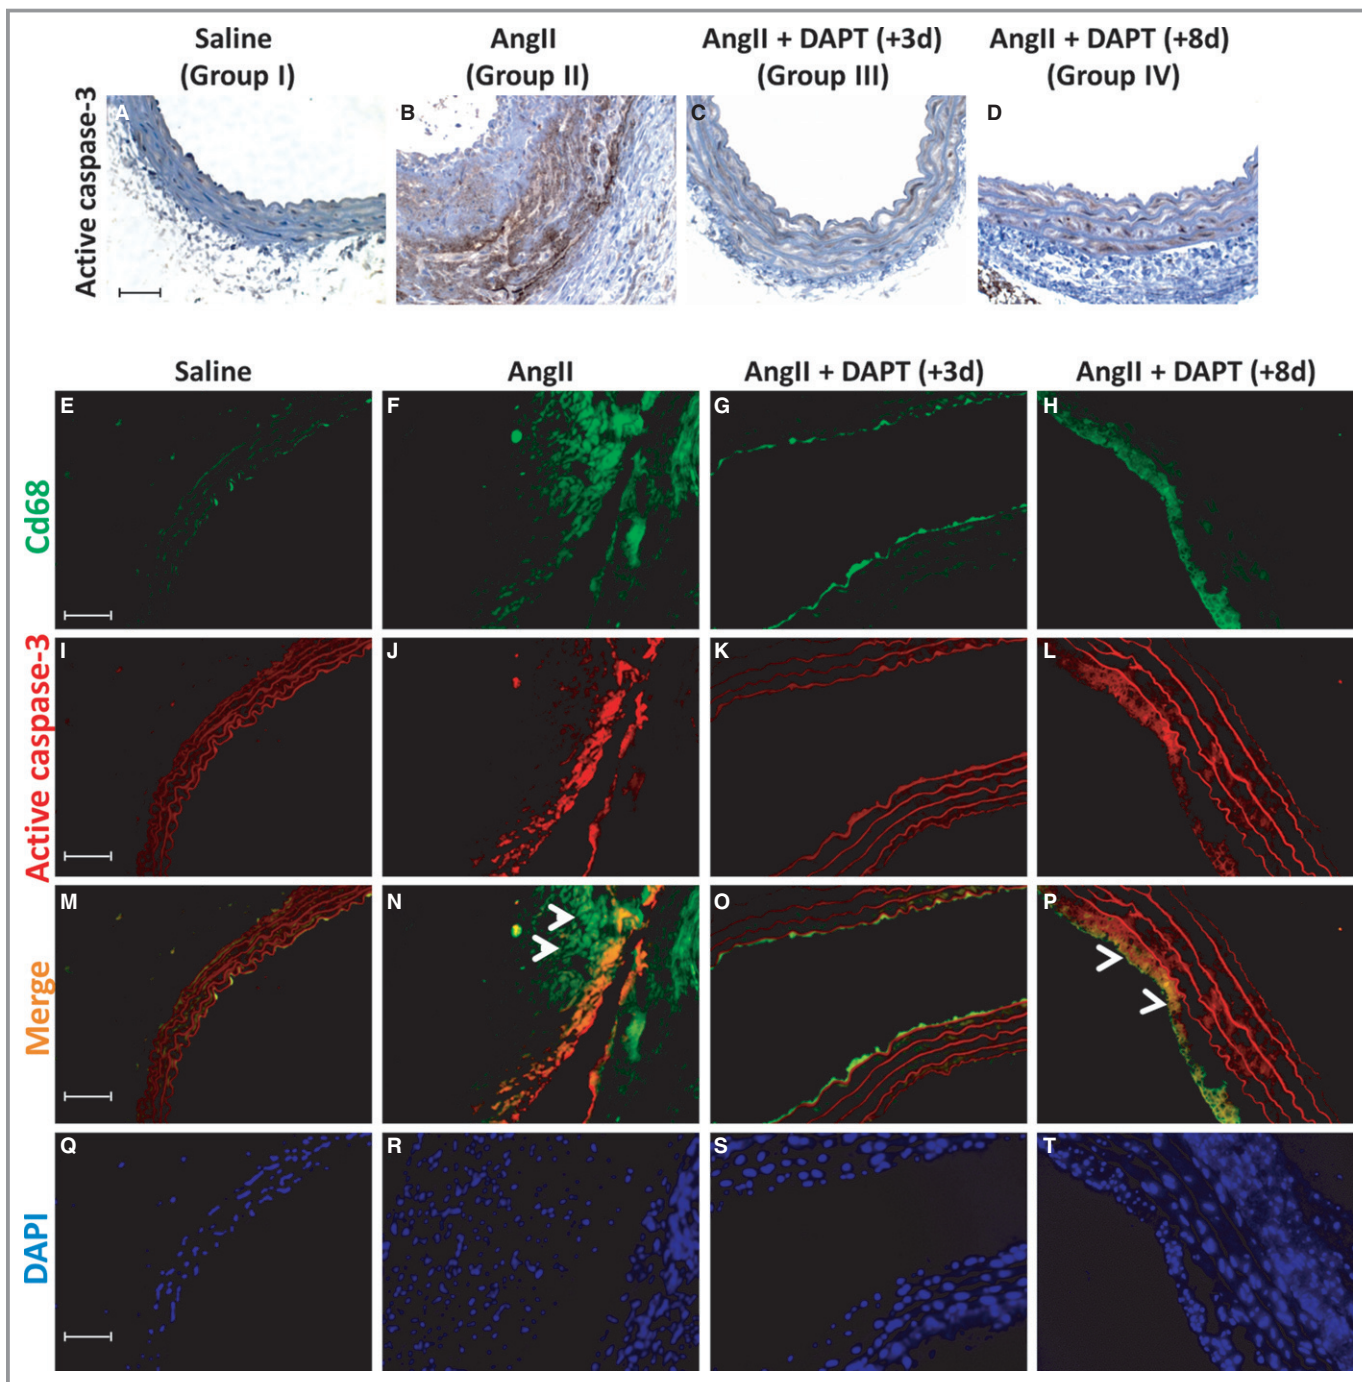 Saline
(Group I)
AngII
(Group II)
AngII + DAPT (+3d)
(Group III)
AngII + DAPT (+8d)
(Group IV)
Active caspase-3
A
B
C
D
Saline
AngII
AngII + DAPT (+3d)
AngII + DAPT (+8d)
Cd68
E
F
G
H
Active caspase-3
I
J
K
L
Merge
M
N
O
P
DAPI
Q
R
S
T